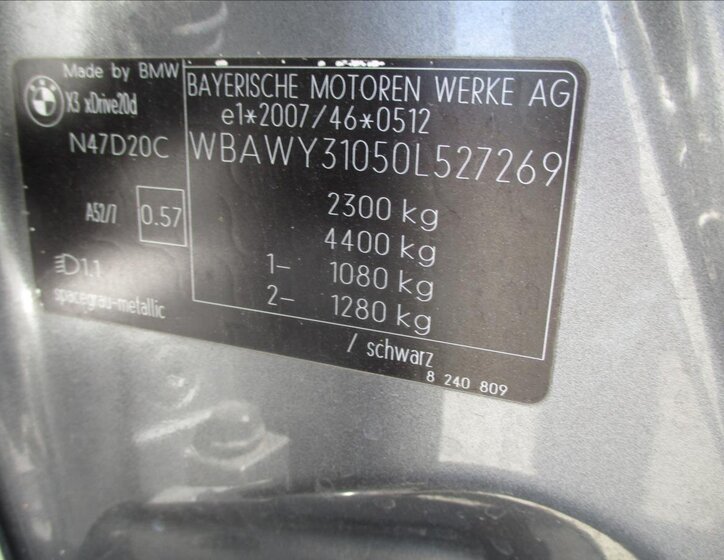 Made by BMW
BMW
X3 xDrive20d
N47D20C
A52/7 0.57
D1,1
spacegrau-metallic
BAYERISCHE MOTOREN WERKE AG
e1*2007/46*0512
WBAWY31050L527269
2300 kg
4400 kg
1- 1080 kg
2- 1280 kg
/ schwarz
8 240 809